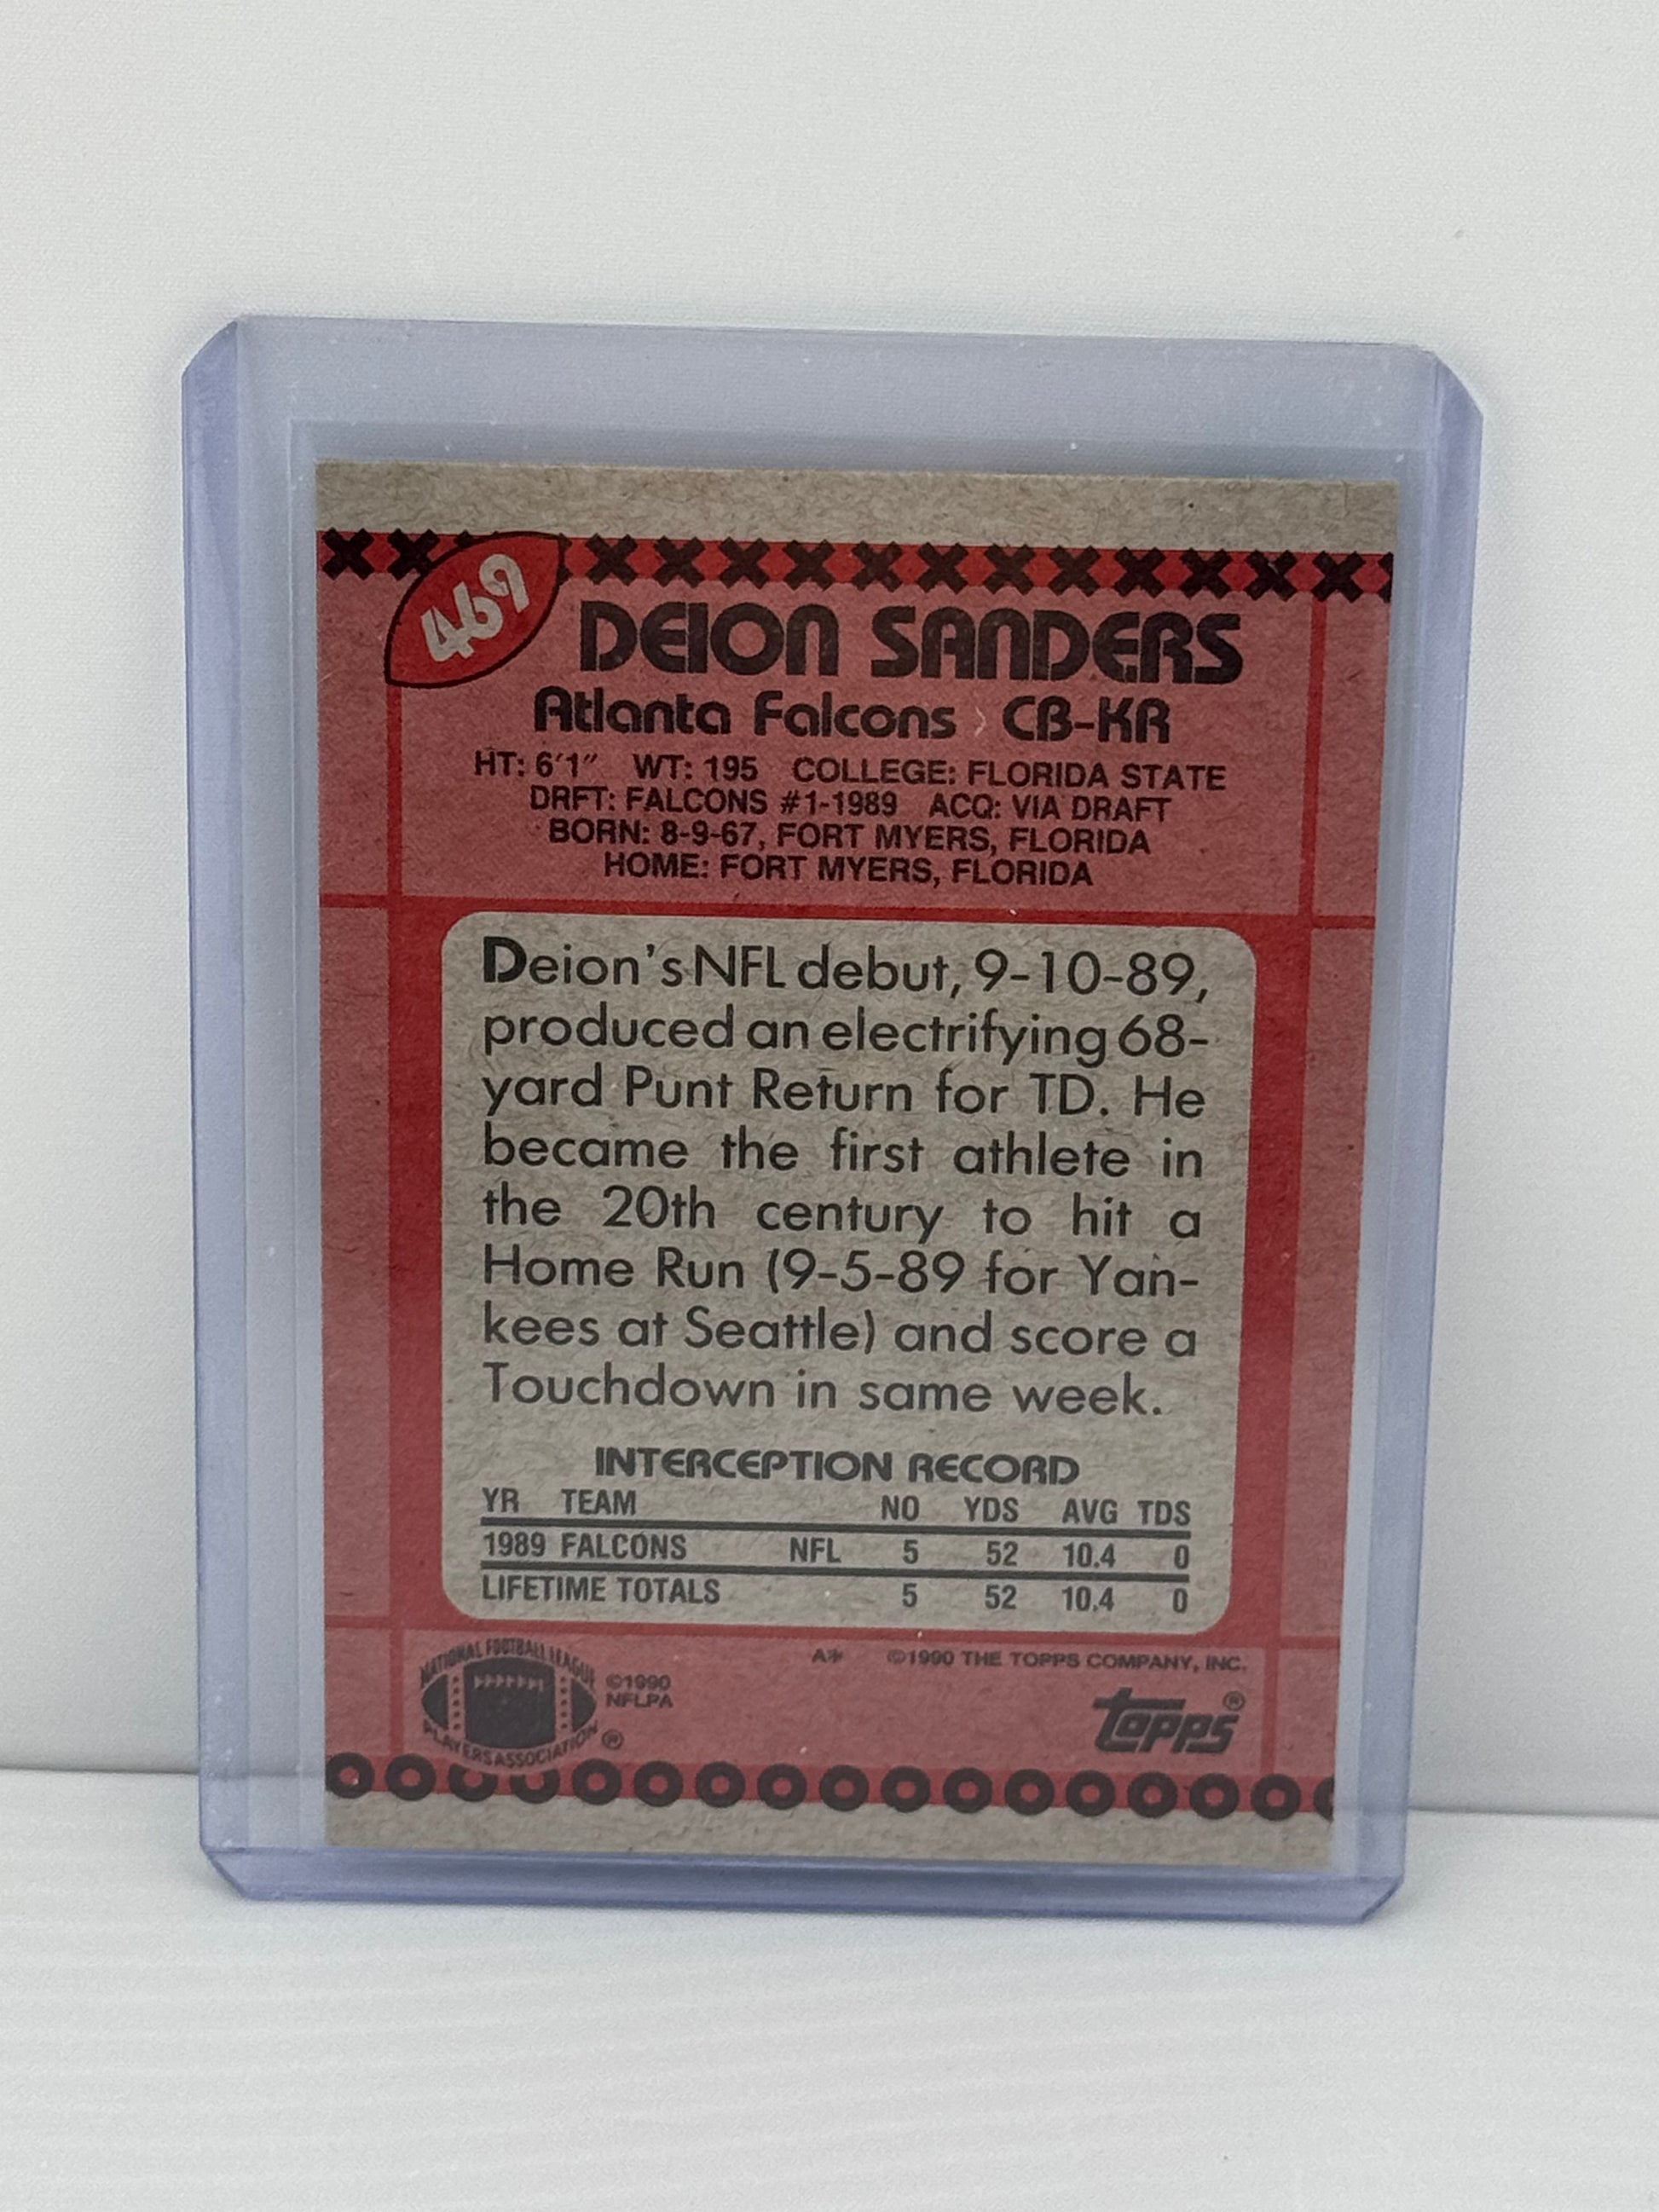 469
DEION SANDERS
Atlanta Falcons CB-KR
HT: 6'1" WT: 195 COLLEGE: FLORIDA STATE
DRFT: FALCONS #1-1989 ACQ: VIA DRAFT
BORN: 8-9-67, FORT MYERS, FLORIDA
HOME: FORT MYERS, FLORIDA
Deion's NFL debut, 9-10-89,
produced an electrifying 68-
yard Punt Return for TD. He
became the first athlete in
the 20th century to hit a
Home Run (9-5-89 for Yan-
kees at Seattle) and score a
Touchdown in same week.
INTERCEPTION RECORD
YR TEAM NO YDS AVG TDS
1989 FALCONS NFL 5 52 10.4 0
LIFETIME TOTALS 5 52 10.4 0
A* ©1990 THE TOPPS COMPANY, INC.
NATIONAL FOOTBALL LEAGUE
PLAYERS ASSOCIATION ®
©1990
NFLPA
topps®